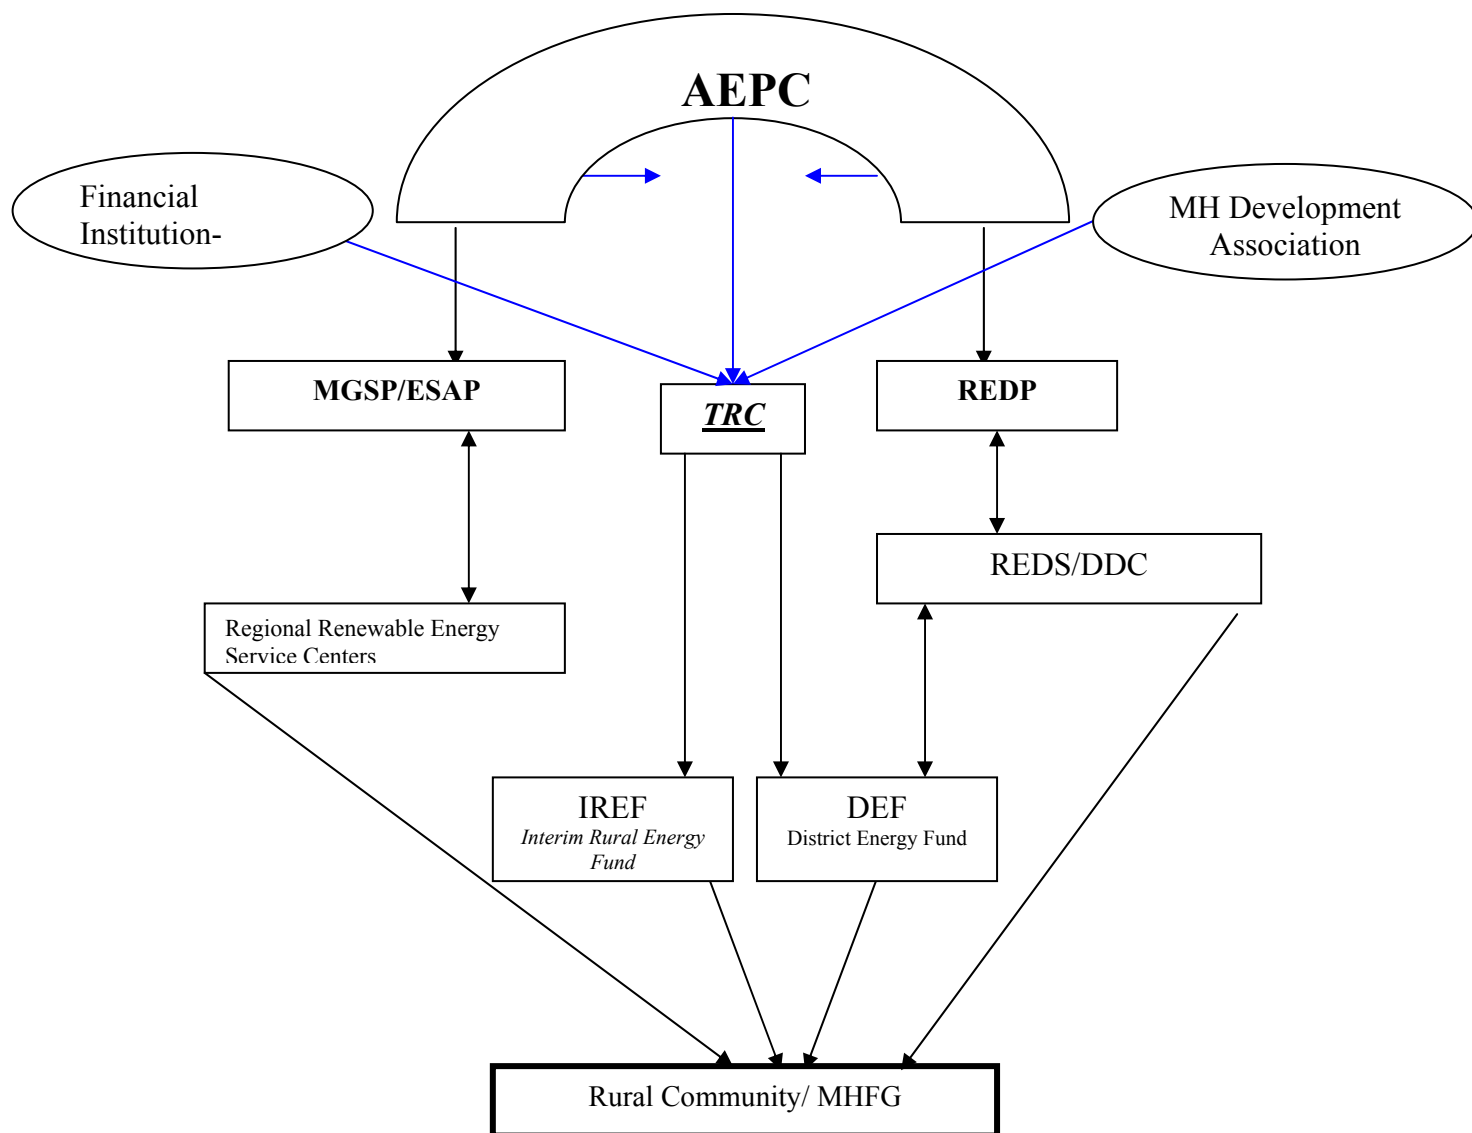 AEPC
Financial
Institution-
MH Development
Association
MGSP/ESAP
TRC
REDP
REDS/DDC
Regional Renewable Energy
Service Centers
IREF
Interim Rural Energy
Fund
DEF
District Energy Fund
Rural Community/ MHFG